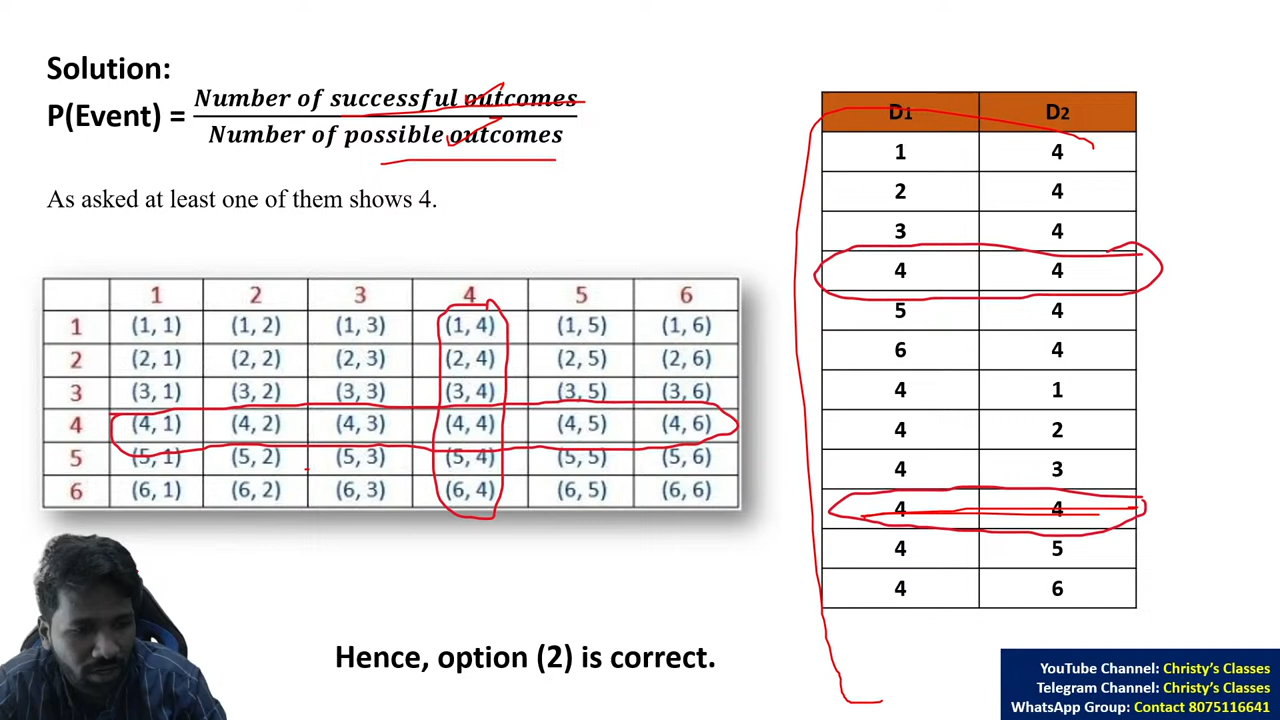 Solution:
P(Event) = Number of successful outcomes
Number of possible outcomes
As asked at least one of them shows 4.
1 2 3 4 5 6
1 (1, 1) (1, 2) (1, 3) (1, 4) (1, 5) (1, 6)
2 (2, 1) (2, 2) (2, 3) (2, 4) (2, 5) (2, 6)
3 (3, 1) (3, 2) (3, 3) (3, 4) (3, 5) (3, 6)
4 (4, 1) (4, 2) (4, 3) (4, 4) (4, 5) (4, 6)
5 (5, 1) (5, 2) (5, 3) (5, 4) (5, 5) (5, 6)
6 (6, 1) (6, 2) (6, 3) (6, 4) (6, 5) (6, 6)
Hence, option (2) is correct.
D1 D2
1 4
2 4
3 4
4 4
5 4
6 4
4 1
4 2
4 3
4 4
4 5
4 6
YouTube Channel: Christy's Classes
Telegram Channel: Christy's Classes
WhatsApp Group: Contact 8075116641